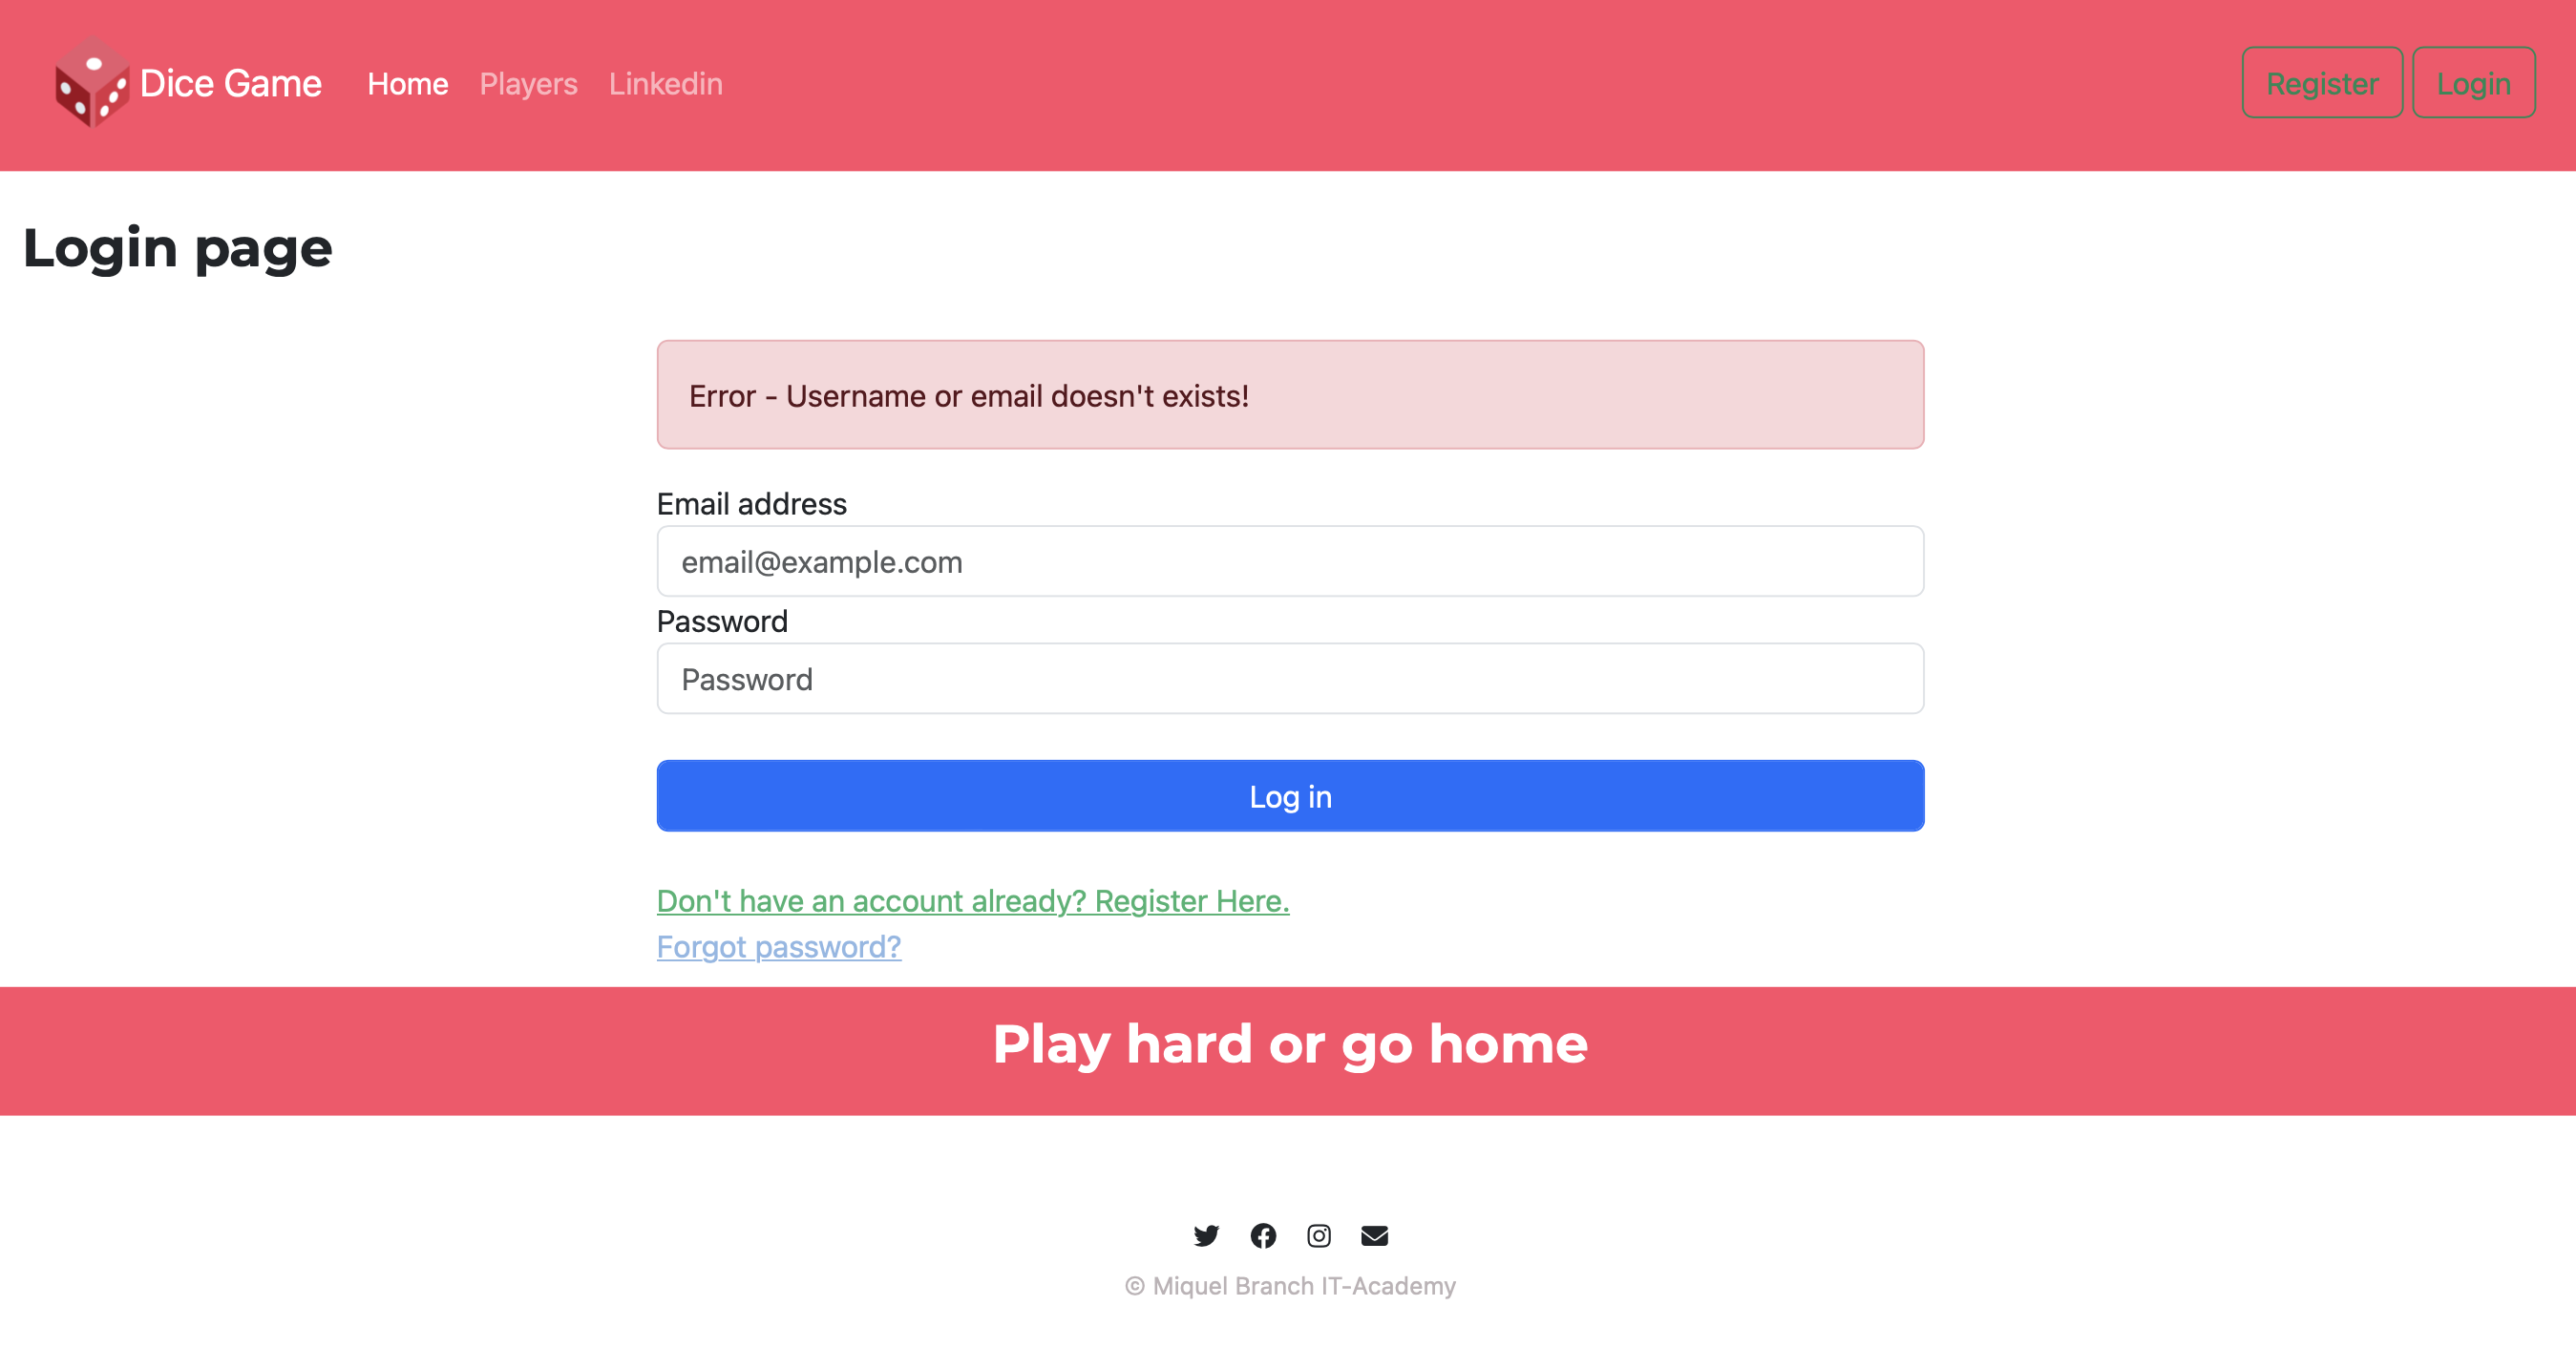 Dice Game Home Players Linkedin Register Login
Login page
Error - Username or email doesn't exists!
Email address
email@example.com
Password
Password
Log in
Don't have an account already? Register Here.
Forgot password?
Play hard or go home
© Miquel Branch IT-Academy